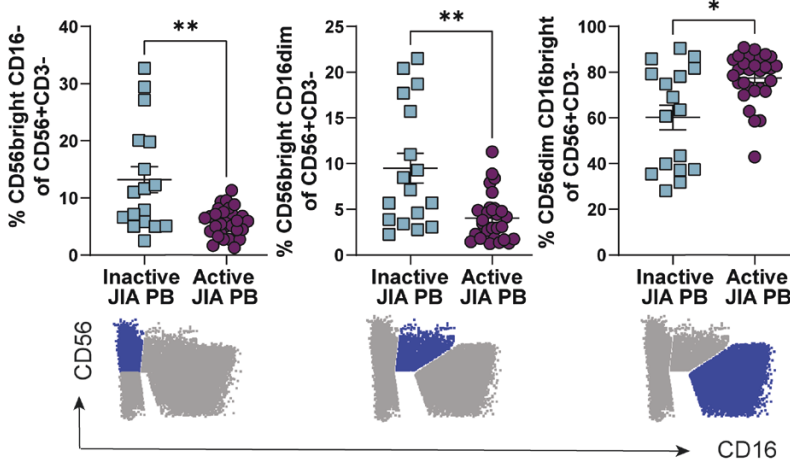 % CD56bright CD16-
of CD56+CD3-
40
30
20
10
0
**
Inactive
JIA PB
Active
JIA PB
% CD56bright CD16dim
of CD56+CD3-
25
20
15
10
5
0
**
Inactive
JIA PB
Active
JIA PB
% CD56dim CD16bright
of CD56+CD3-
100
80
60
40
20
0
*
Inactive
JIA PB
Active
JIA PB
CD56
CD16